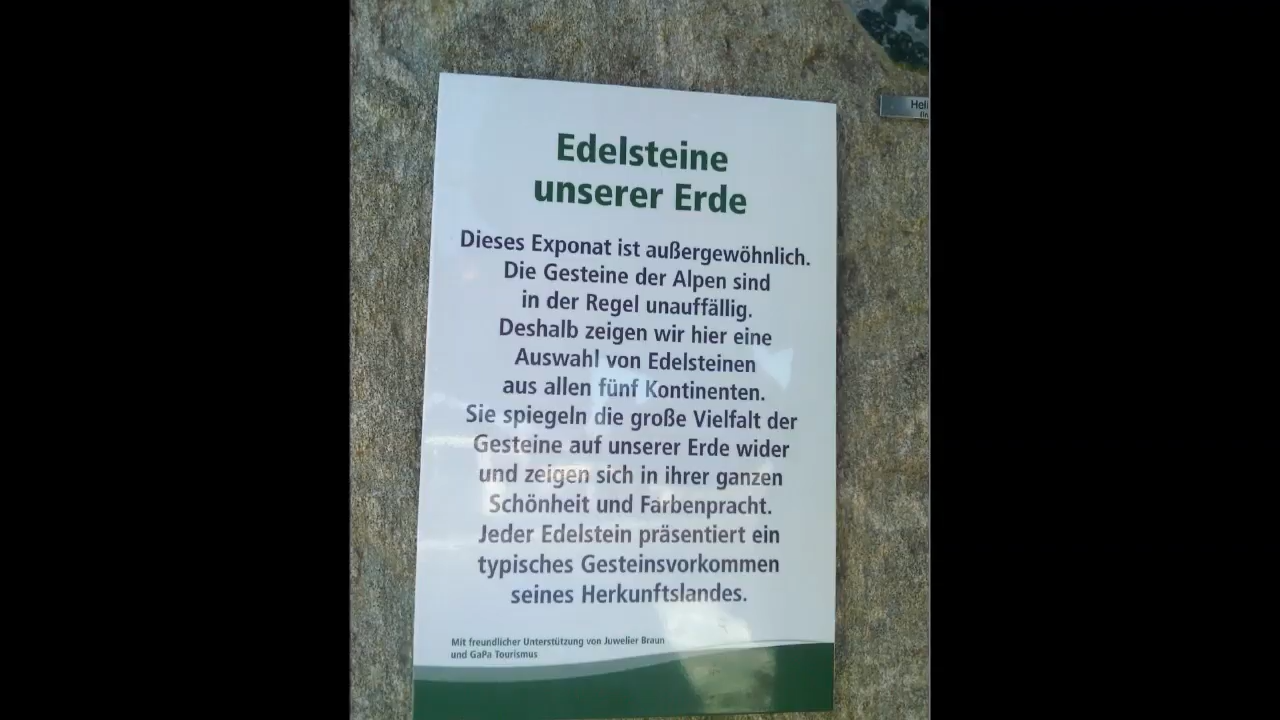 Edelsteine
unserer Erde
Dieses Exponat ist außergewöhnlich.
Die Gesteine der Alpen sind
in der Regel unauffällig.
Deshalb zeigen wir hier eine
Auswahl von Edelsteinen
aus allen fünf Kontinenten.
Sie spiegeln die große Vielfalt der
Gesteine auf unserer Erde wider
und zeigen sich in ihrer ganzen
Schönheit und Farbenpracht.
Jeder Edelstein präsentiert ein
typisches Gesteinsvorkommen
seines Herkunftslandes.
Mit freundlicher Unterstützung von Juwelier Braun
und GaPa Tourismus
Heli